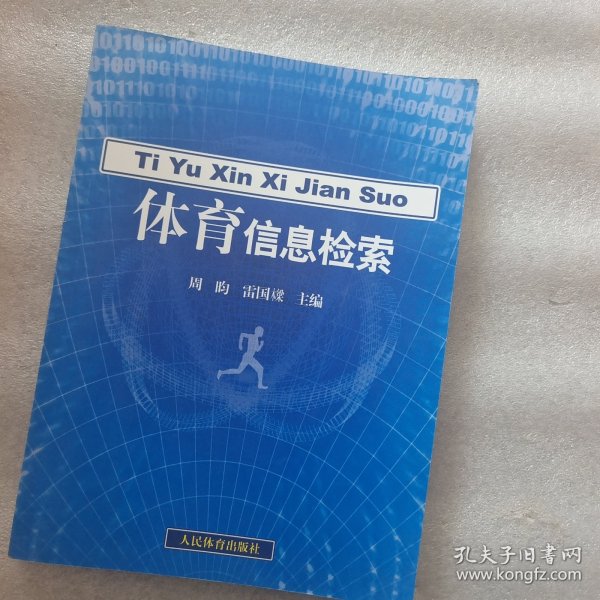 Ti Yu Xin Xi Jian Suo
体育信息检索
周 昀 雷国樑 主编
人民体育出版社
孔夫子旧书网
www.kongfz.com